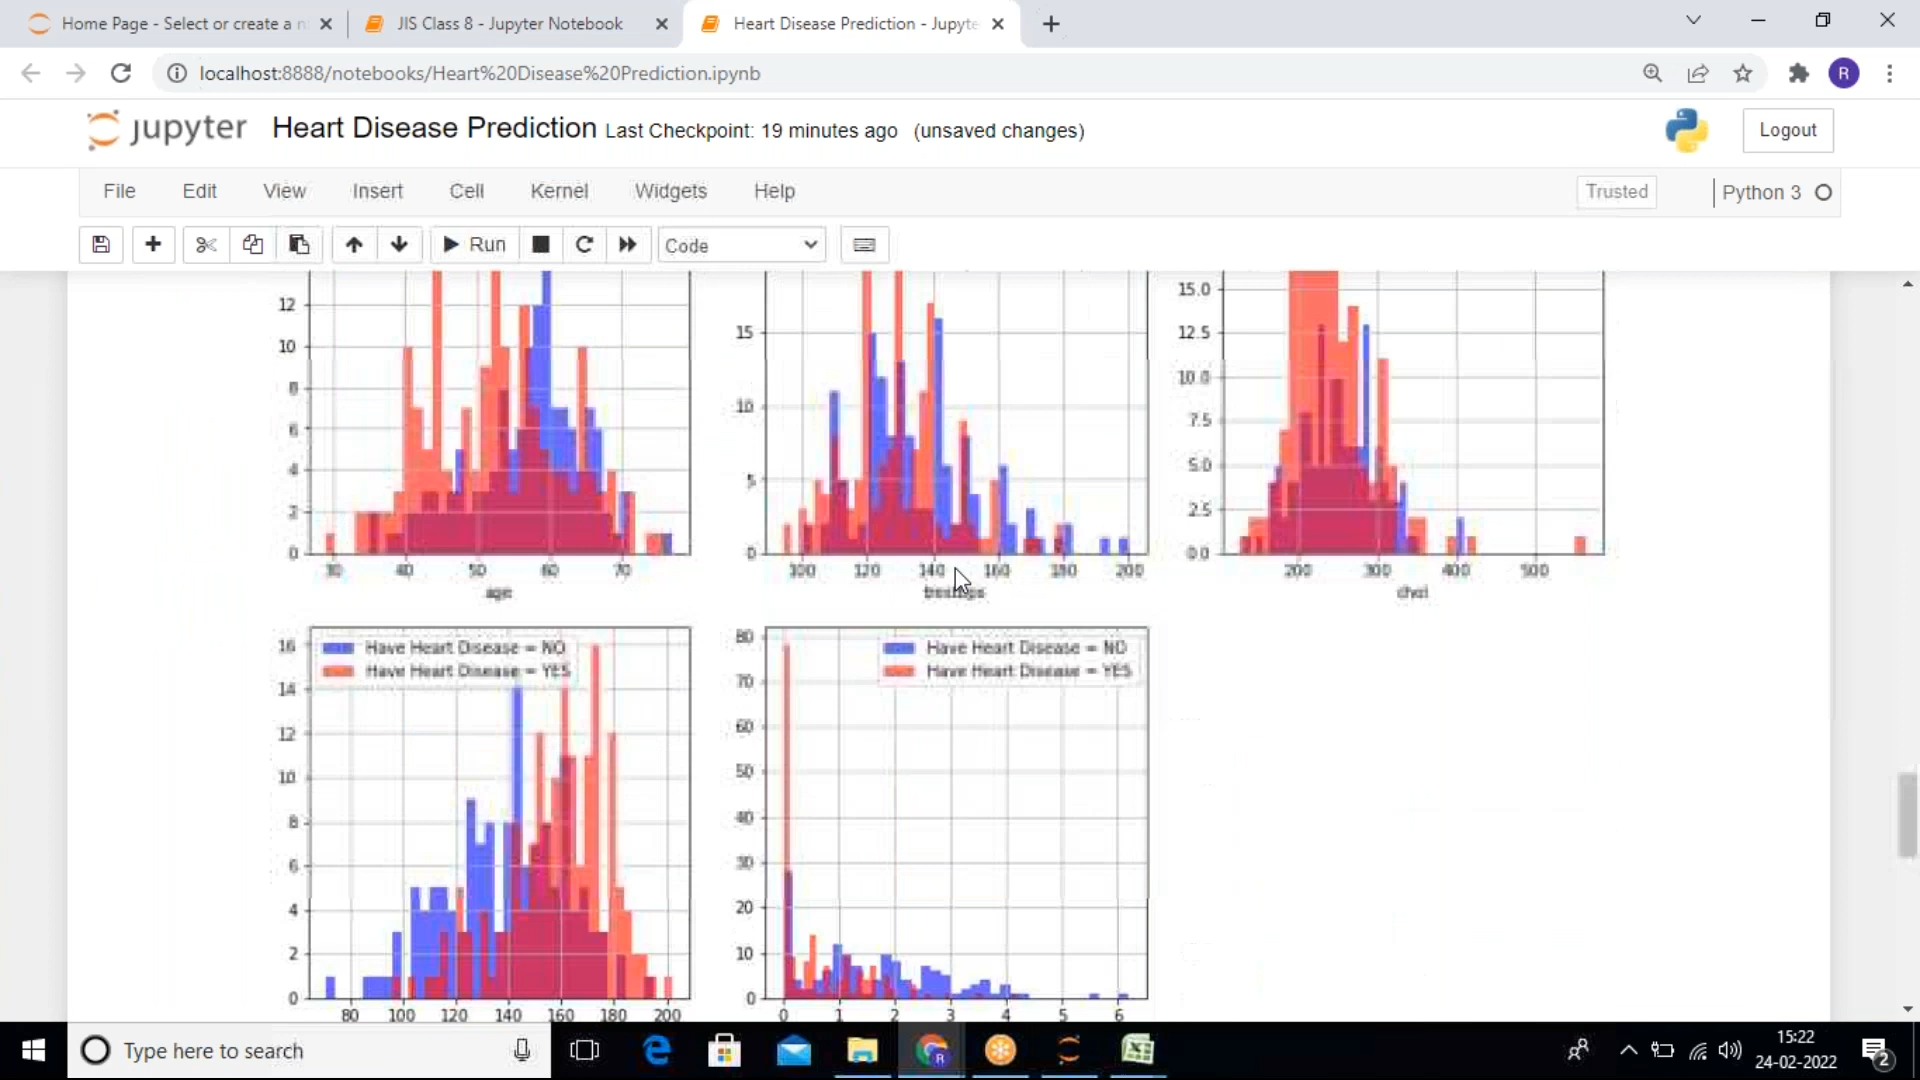 Home Page - Select or create a n
JIS Class 8 - Jupyter Notebook
Heart Disease Prediction - Jupyte
localhost:8888/notebooks/Heart%20Disease%20Prediction.ipynb
R
jupyter Heart Disease Prediction Last Checkpoint: 19 minutes ago (unsaved changes)
Logout
File Edit View Insert Cell Kernel Widgets Help
Trusted Python 3
Run Code
12
10
8
6
4
2
0
30 40 50 60 70
age
15
10
5
0
100 120 140 160 180 200
15.0
12.5
10.0
7.5
5.0
2.5
0.0
200 300 400 500
chol
Have Heart Disease = NO
Have Heart Disease = YES
16
14
12
10
8
6
4
2
0
80 100 120 140 160 180 200
Have Heart Disease = NO
Have Heart Disease = YES
80
70
60
50
40
30
20
10
0
0 1 2 3 4 5 6
Type here to search
R
15:22
24-02-2022
2